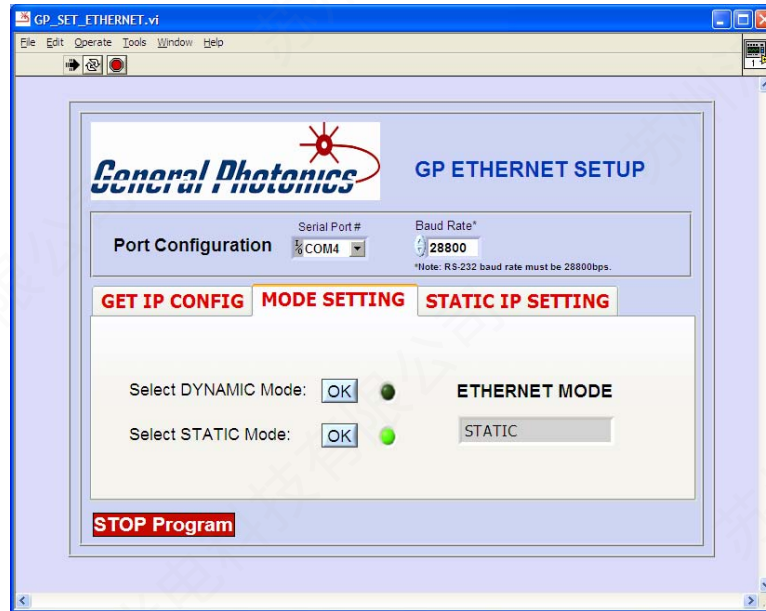 GP_SET_ETHERNET.vi
File Edit Operate Tools Window Help
1
General Photonics
GP ETHERNET SETUP
Serial Port #
Baud Rate*
Port Configuration
COM4
28800
*Note: RS-232 baud rate must be 28800bps.
GET IP CONFIG MODE SETTING STATIC IP SETTING
Select DYNAMIC Mode: OK
ETHERNET MODE
Select STATIC Mode: OK
STATIC
STOP Program